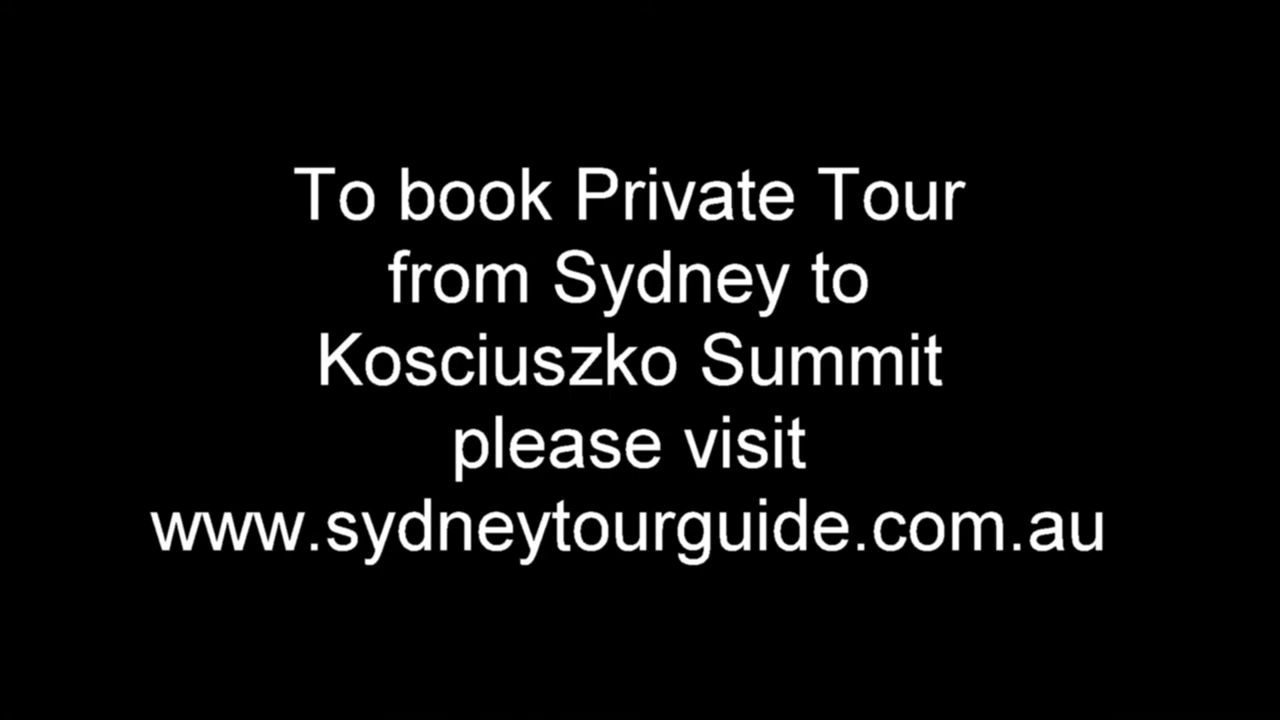 To book Private Tour
from Sydney to
Kosciuszko Summit
please visit
www.sydneytourguide.com.au